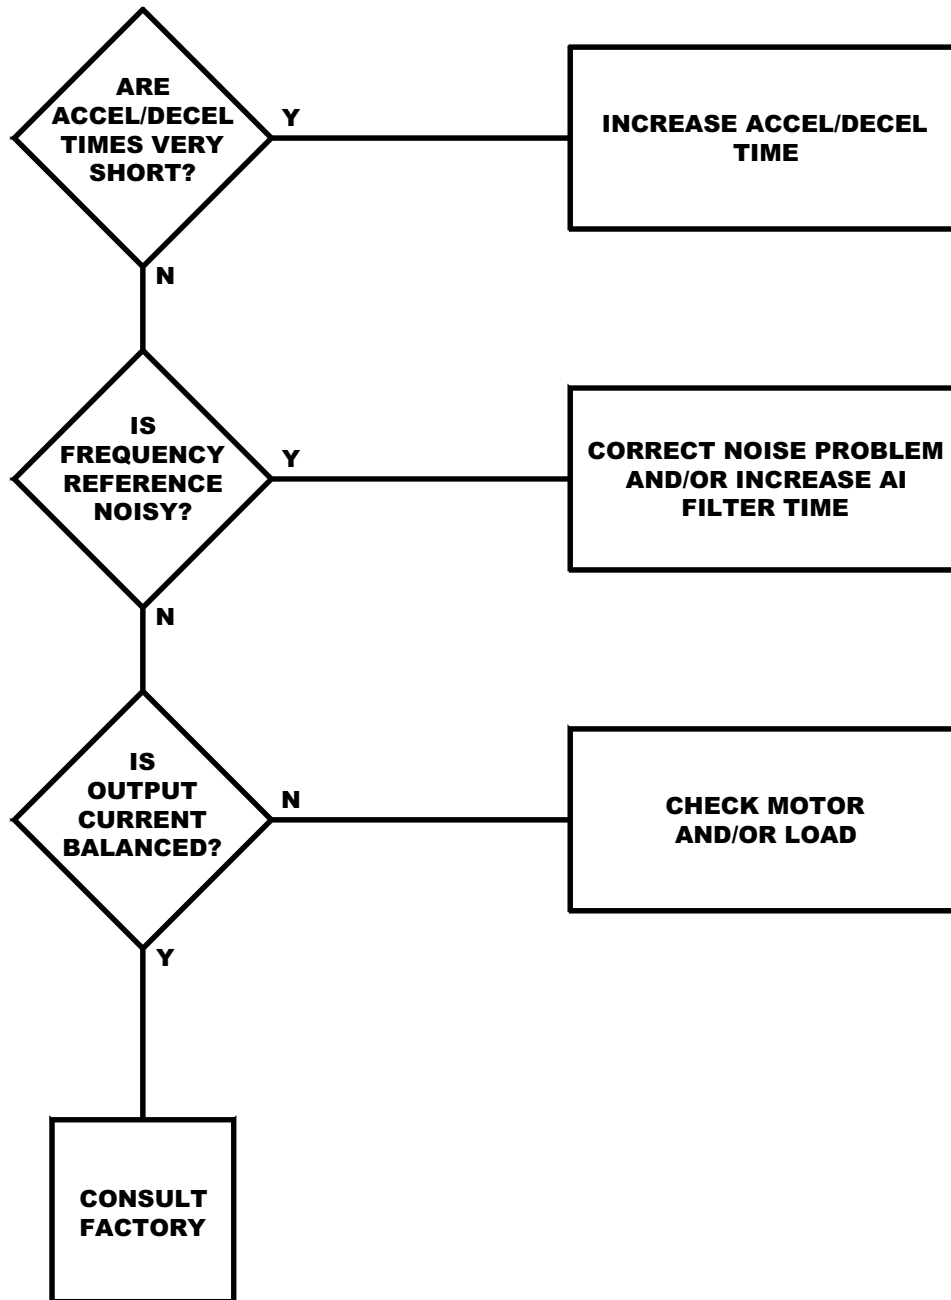 ARE
ACCEL/DECEL
TIMES VERY
SHORT?
Y
INCREASE ACCEL/DECEL
TIME
N
IS
FREQUENCY
REFERENCE
NOISY?
Y
CORRECT NOISE PROBLEM
AND/OR INCREASE AI
FILTER TIME
N
IS
OUTPUT
CURRENT
BALANCED?
N
CHECK MOTOR
AND/OR LOAD
Y
CONSULT
FACTORY